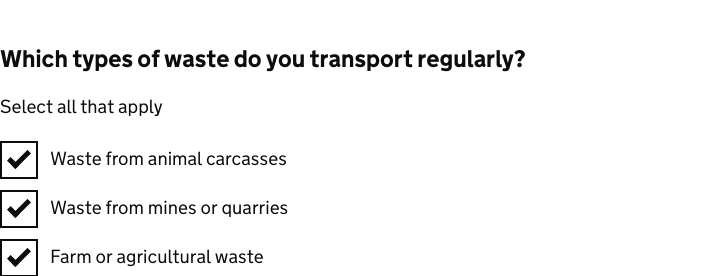 Which types of waste do you transport regularly?
Select all that apply
Waste from animal carcasses
Waste from mines or quarries
Farm or agricultural waste